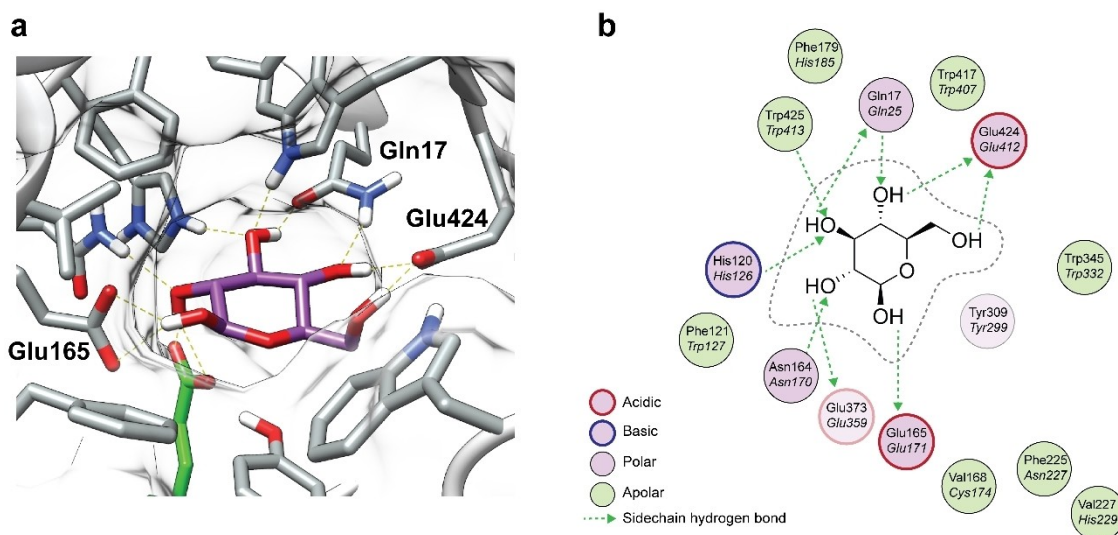 a
Gln17
Glu424
Glu165
b
Phe179
His185
Gln17
Gln25
Trp417
Trp407
Trp425
Trp413
Glu424
Glu412
OH
HO
OH
HO
O
OH
His120
His126
Trp345
Trp332
Tyr309
Tyr299
Phe121
Trp127
Asn164
Asn170
Glu373
Glu359
Glu165
Glu171
Val168
Cys174
Phe225
Asn227
Val227
His229
Acidic
Basic
Polar
Apolar
Sidechain hydrogen bond